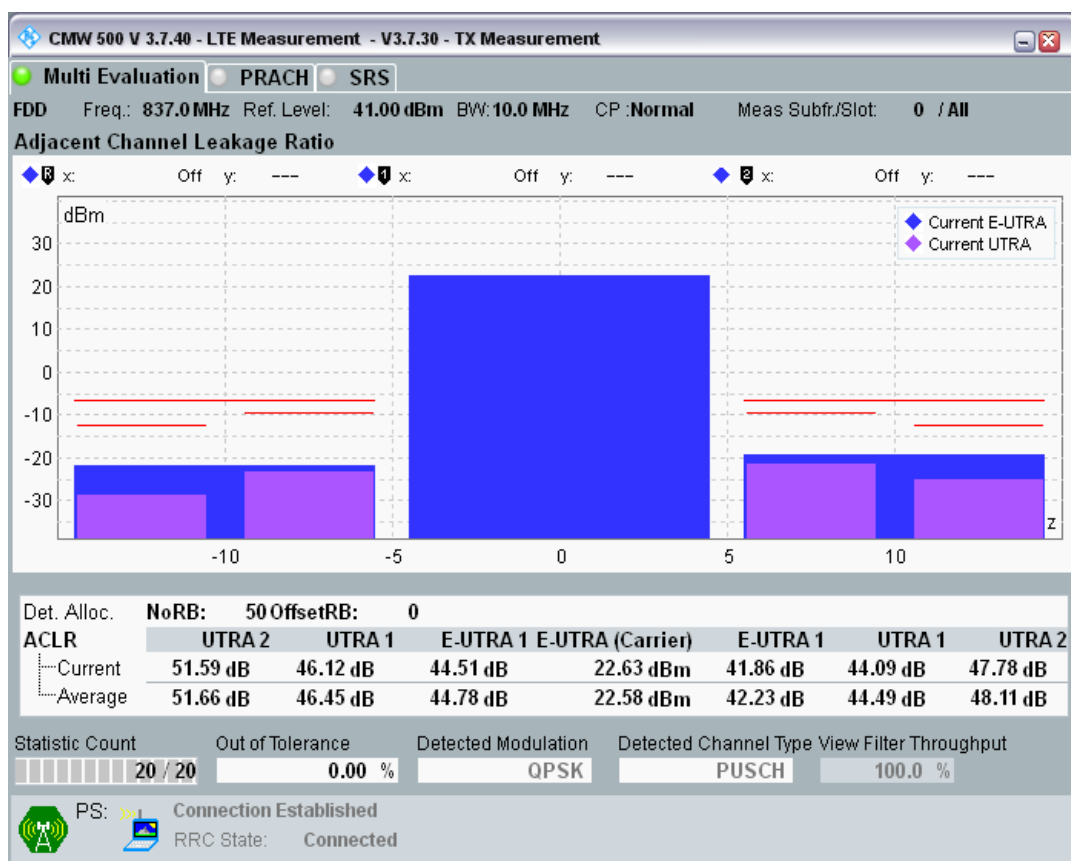 CMW 500 V 3.7.40 - LTE Measurement - V3.7.30 - TX Measurement
Multi Evaluation PRACH SRS
FDD Freq.: 837.0 MHz Ref. Level: 41.00 dBm BW: 10.0 MHz CP :Normal Meas Subfr./Slot: 0 / All
Adjacent Channel Leakage Ratio
R x: Off y: --- 1 x: Off y: --- 2 x: Off y: ---
dBm
Current E-UTRA
Current UTRA
30
20
10
0
-10
-20
-30
z
-10 -5 0 5 10
Det. Alloc. NoRB: 50 OffsetRB: 0
ACLR UTRA 2 UTRA 1 E-UTRA 1 E-UTRA (Carrier) E-UTRA 1 UTRA 1 UTRA 2
Current 51.59 dB 46.12 dB 44.51 dB 22.63 dBm 41.86 dB 44.09 dB 47.78 dB
Average 51.66 dB 46.45 dB 44.78 dB 22.58 dBm 42.23 dB 44.49 dB 48.11 dB
Statistic Count Out of Tolerance Detected Modulation Detected Channel Type View Filter Throughput
20 / 20 0.00 % QPSK PUSCH 100.0 %
PS: Connection Established
RRC State: Connected